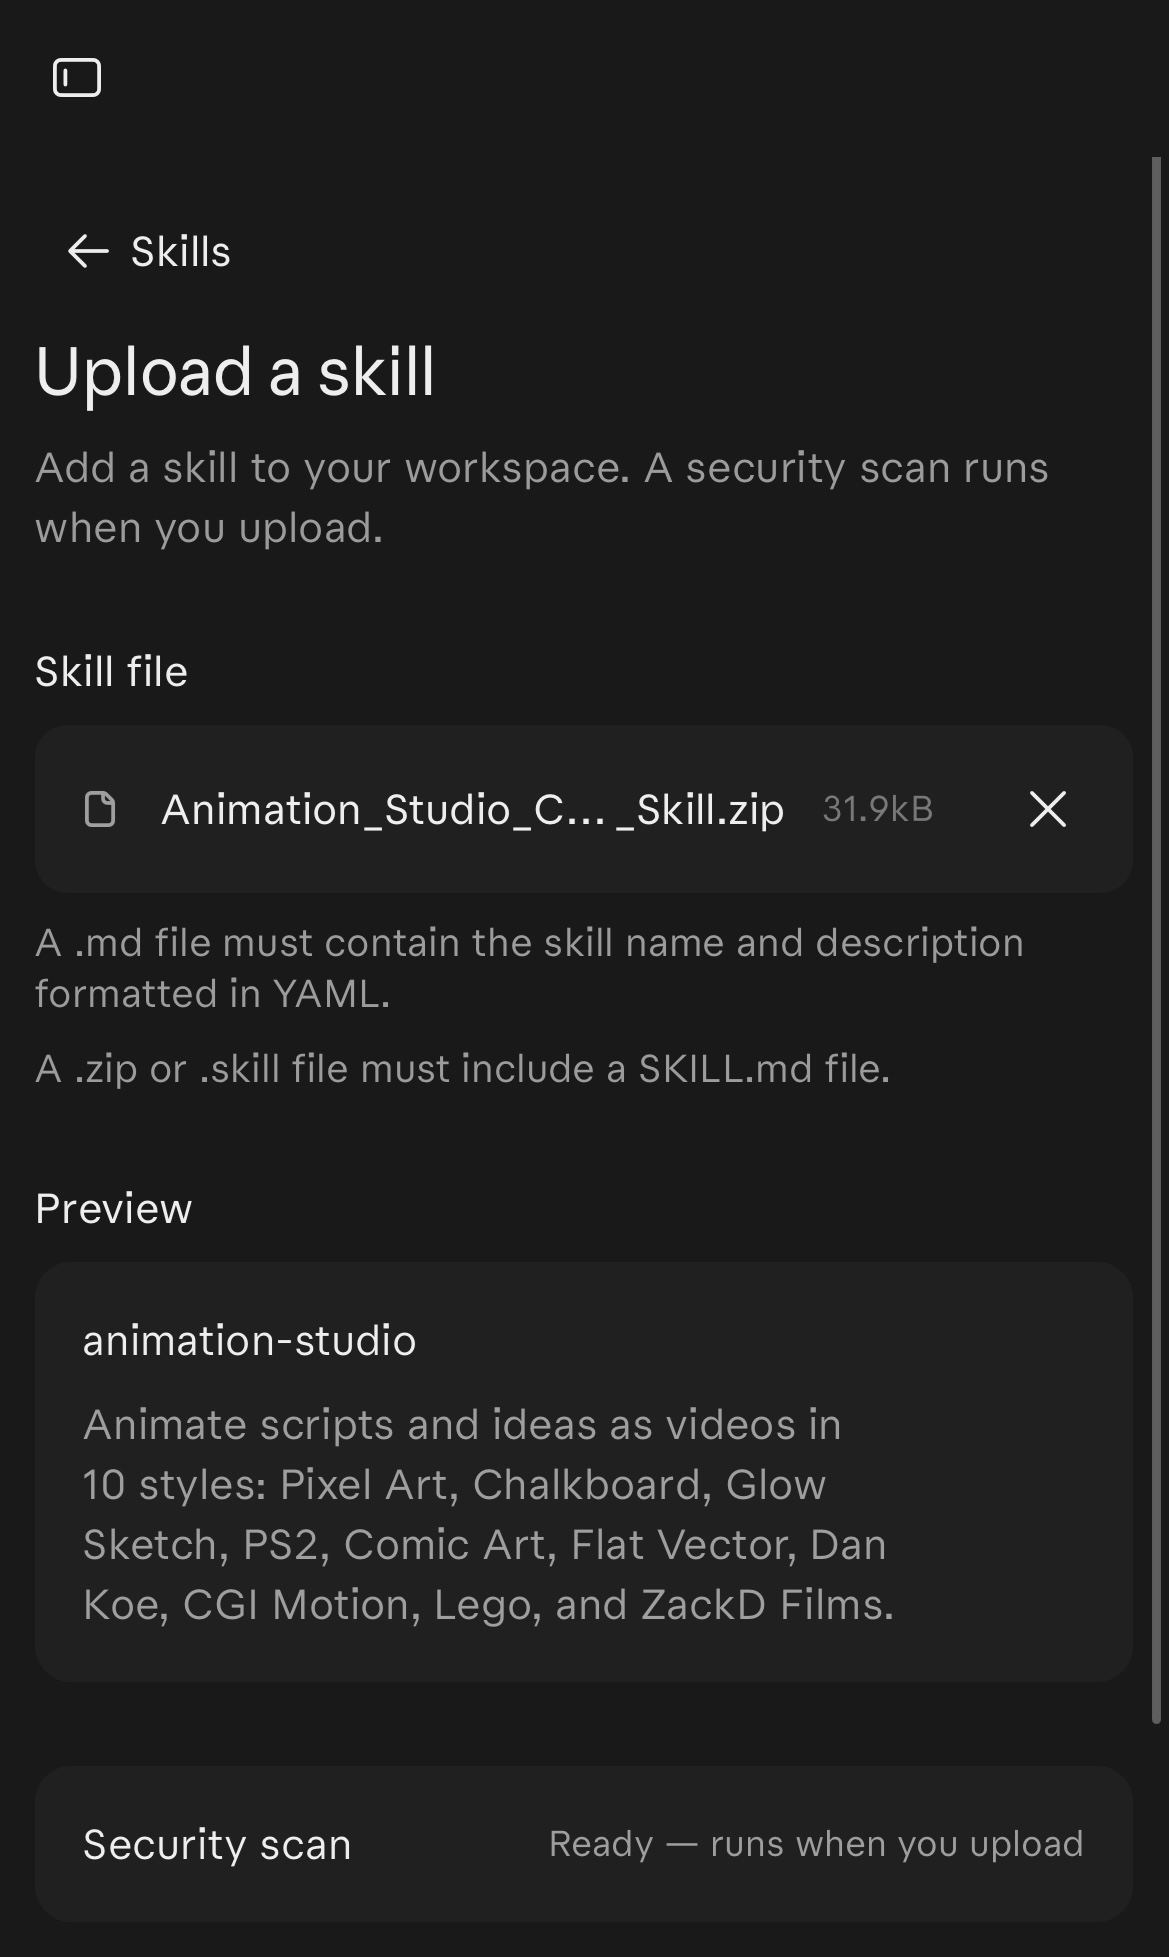 Skills
Upload a skill
Add a skill to your workspace. A security scan runs
when you upload.
Skill file
Animation_Studio_C... _Skill.zip 31.9kB
A .md file must contain the skill name and description
formatted in YAML.
A .zip or .skill file must include a SKILL.md file.
Preview
animation-studio
Animate scripts and ideas as videos in
10 styles: Pixel Art, Chalkboard, Glow
Sketch, PS2, Comic Art, Flat Vector, Dan
Koe, CGI Motion, Lego, and ZackD Films.
Security scan Ready — runs when you upload